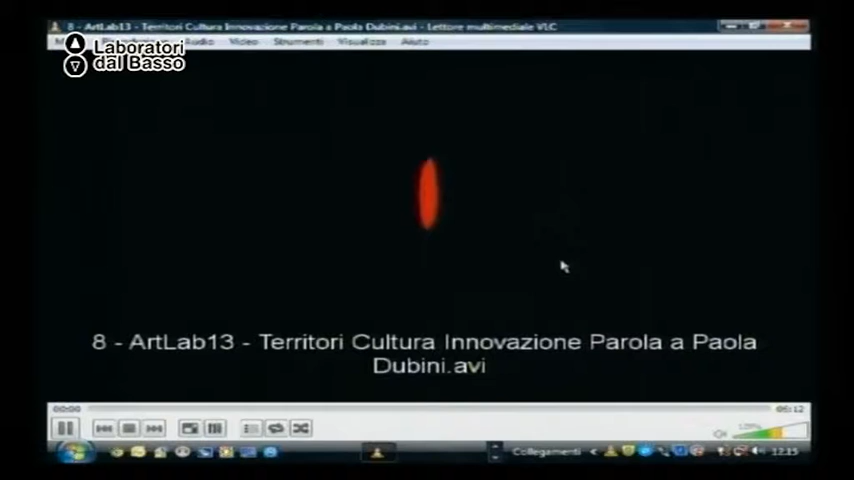 8 - ArtLab13 - Territori Cultura Innovazione Parola a Paola Dubini.avi - Lettore multimediale VLC
Audio Video Strumenti Visualizza Aiuto
Laboratori
dal Basso
8 - ArtLab13 - Territori Cultura Innovazione Parola a Paola
Dubini.avi
00:00 05:12
Collegamenti
12.15